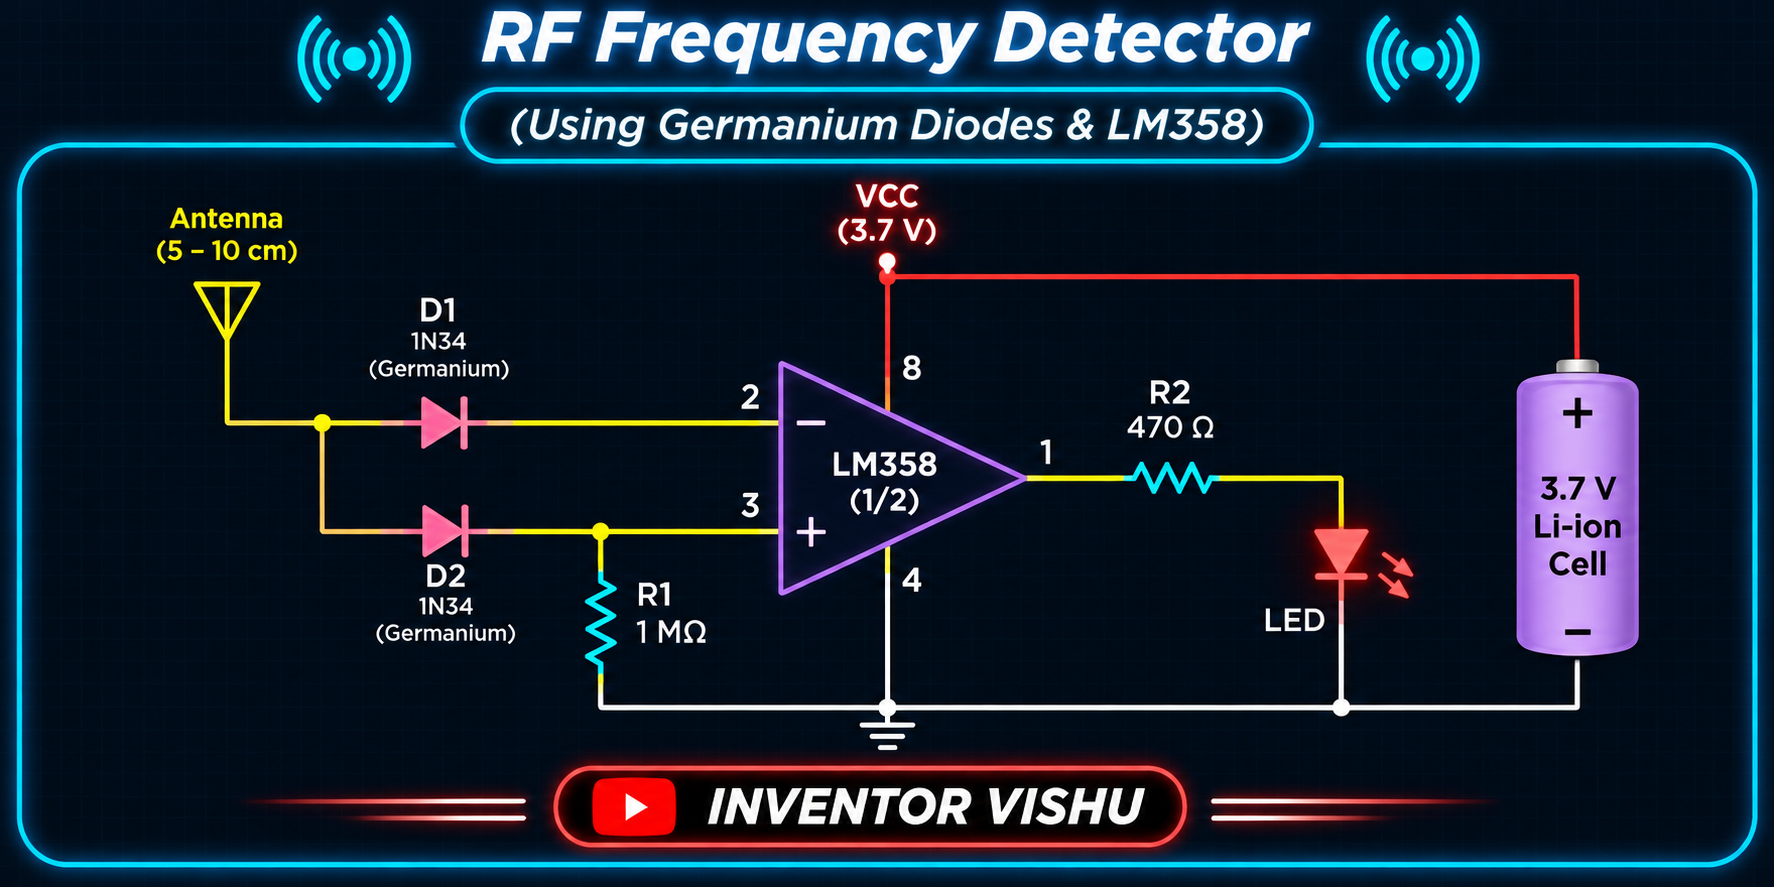 RF Frequency Detector
(Using Germanium Diodes & LM358)
Antenna
(5 – 10 cm)
VCC
(3.7 V)
D1
1N34
(Germanium)
8
2
−
LM358
(1/2)
3
+
4
1
R2
470 Ω
D2
1N34
(Germanium)
R1
1 MΩ
LED
+
3.7 V
Li-ion
Cell
−
INVENTOR VISHU